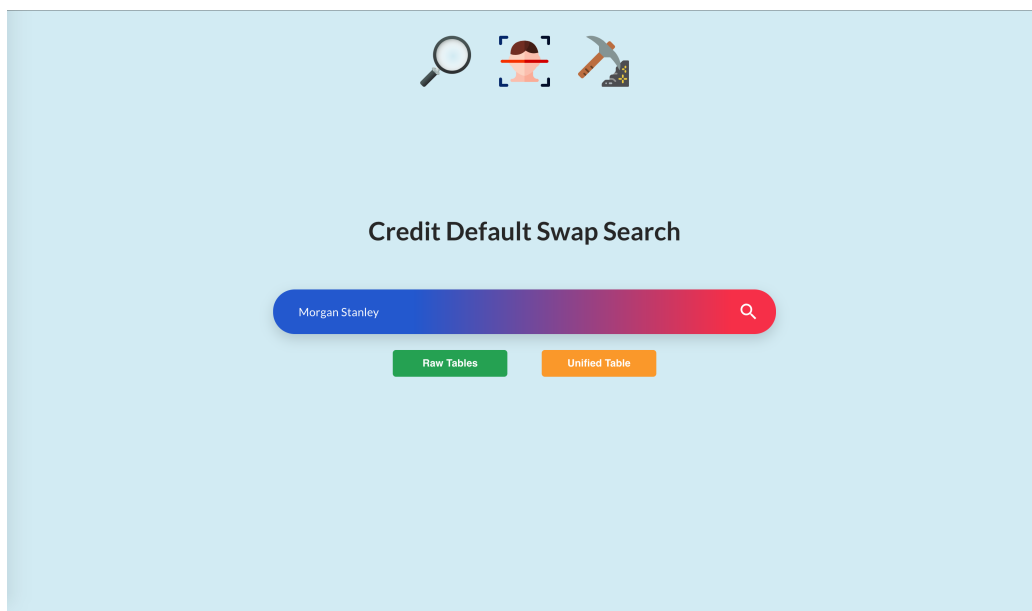 Credit Default Swap Search
Morgan Stanley
Raw Tables
Unified Table